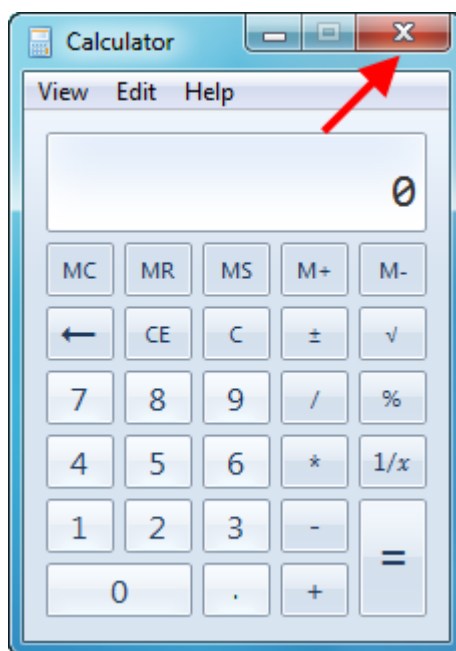 Calculator
View Edit Help
0
MC MR MS M+ M-
← CE C ± √
7 8 9 / %
4 5 6 * 1/x
1 2 3 - =
0 . +